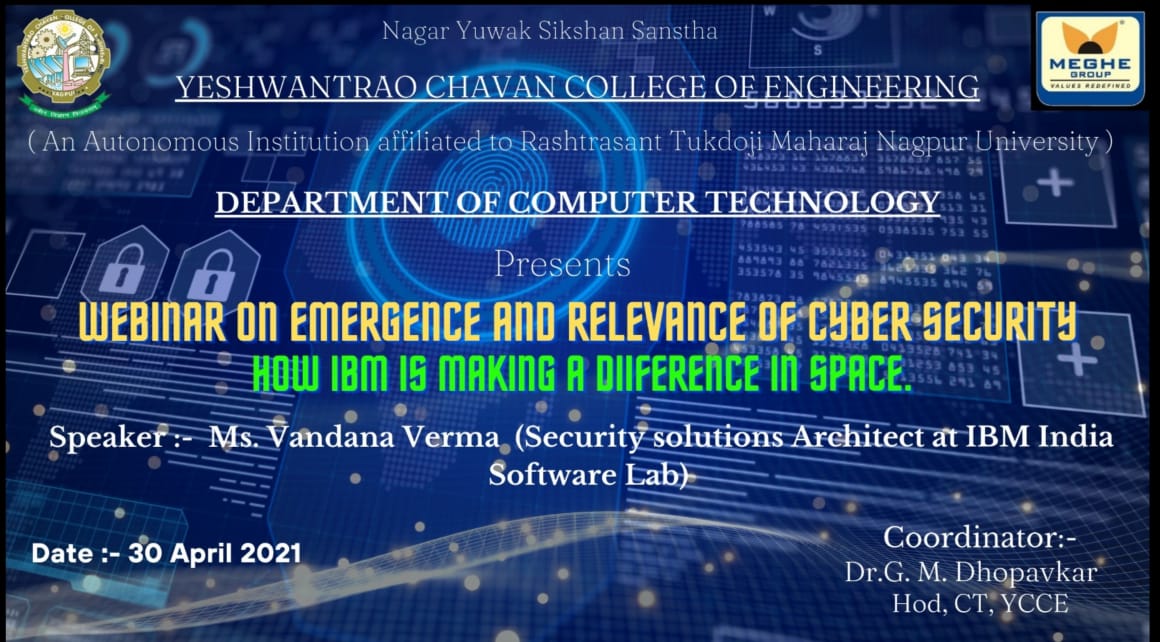 Nagar Yuwak Sikshan Sanstha
MEGHE
GROUP
VALUES REDEFINED
YESHWANTRAO CHAVAN COLLEGE OF ENGINEERING
( An Autonomous Institution affiliated to Rashtrasant Tukdoji Maharaj Nagpur University )
DEPARTMENT OF COMPUTER TECHNOLOGY
Presents
WEBINAR ON EMERGENCE AND RELEVANCE OF CYBER SECURITY
HOW IBM IS MAKING A DIIFERENCE IN SPACE.
Speaker :- Ms. Vandana Verma (Security solutions Architect at IBM India
Software Lab)
Date :- 30 April 2021
Coordinator:-
Dr.G. M. Dhopavkar
Hod, CT, YCCE